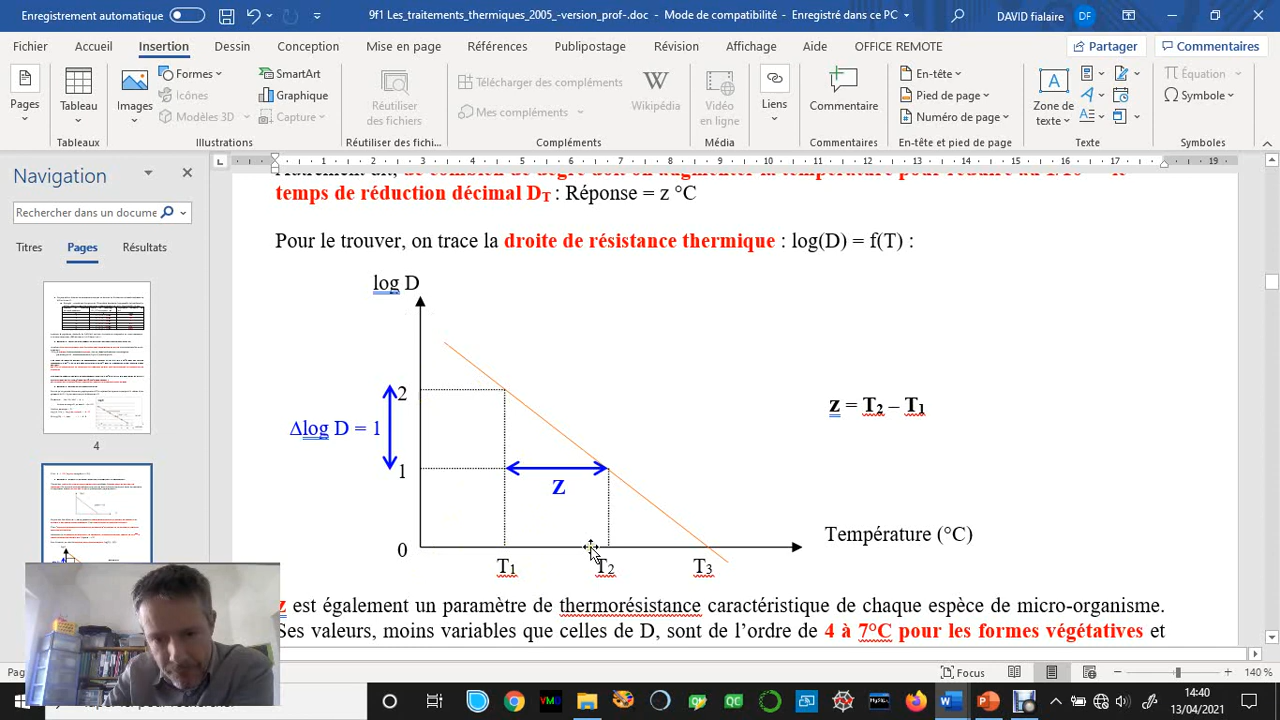 9f1 Les_traitements_thermiques_2005_-version_prof-.doc - Mode de compatibilité - Enregistré dans ce PC
DAVID fialaire DF
Fichier Accueil Insertion Dessin Conception Mise en page Références Publipostage Révision Affichage Aide OFFICE REMOTE Partager Commentaires
Pages Tableau Images Formes SmartArt Réutiliser des fichiers Télécharger des compléments Wikipédia Vidéo en ligne Liens Commentaire En-tête Zone de texte Équation
Icônes Graphique Mes compléments Pied de page Symbole
Modèles 3D Capture Numéro de page
Tableaux Illustrations Réutiliser des fichi... Compléments Média Commentaires En-tête et pied de page Texte Symboles
Navigation
Rechercher dans un docume
Titres Pages Résultats
4
temps de réduction décimal DT : Réponse = z °C
Pour le trouver, on trace la droite de résistance thermique : log(D) = f(T) :
log D
2
z = T2 – T1
Δlog D = 1
1
z
Température (°C)
0
T1 T2 T3
z est également un paramètre de thermorésistance caractéristique de chaque espèce de micro-organisme.
Ses valeurs, moins variables que celles de D, sont de l’ordre de 4 à 7°C pour les formes végétatives et
Focus 140 %
14:40
13/04/2021